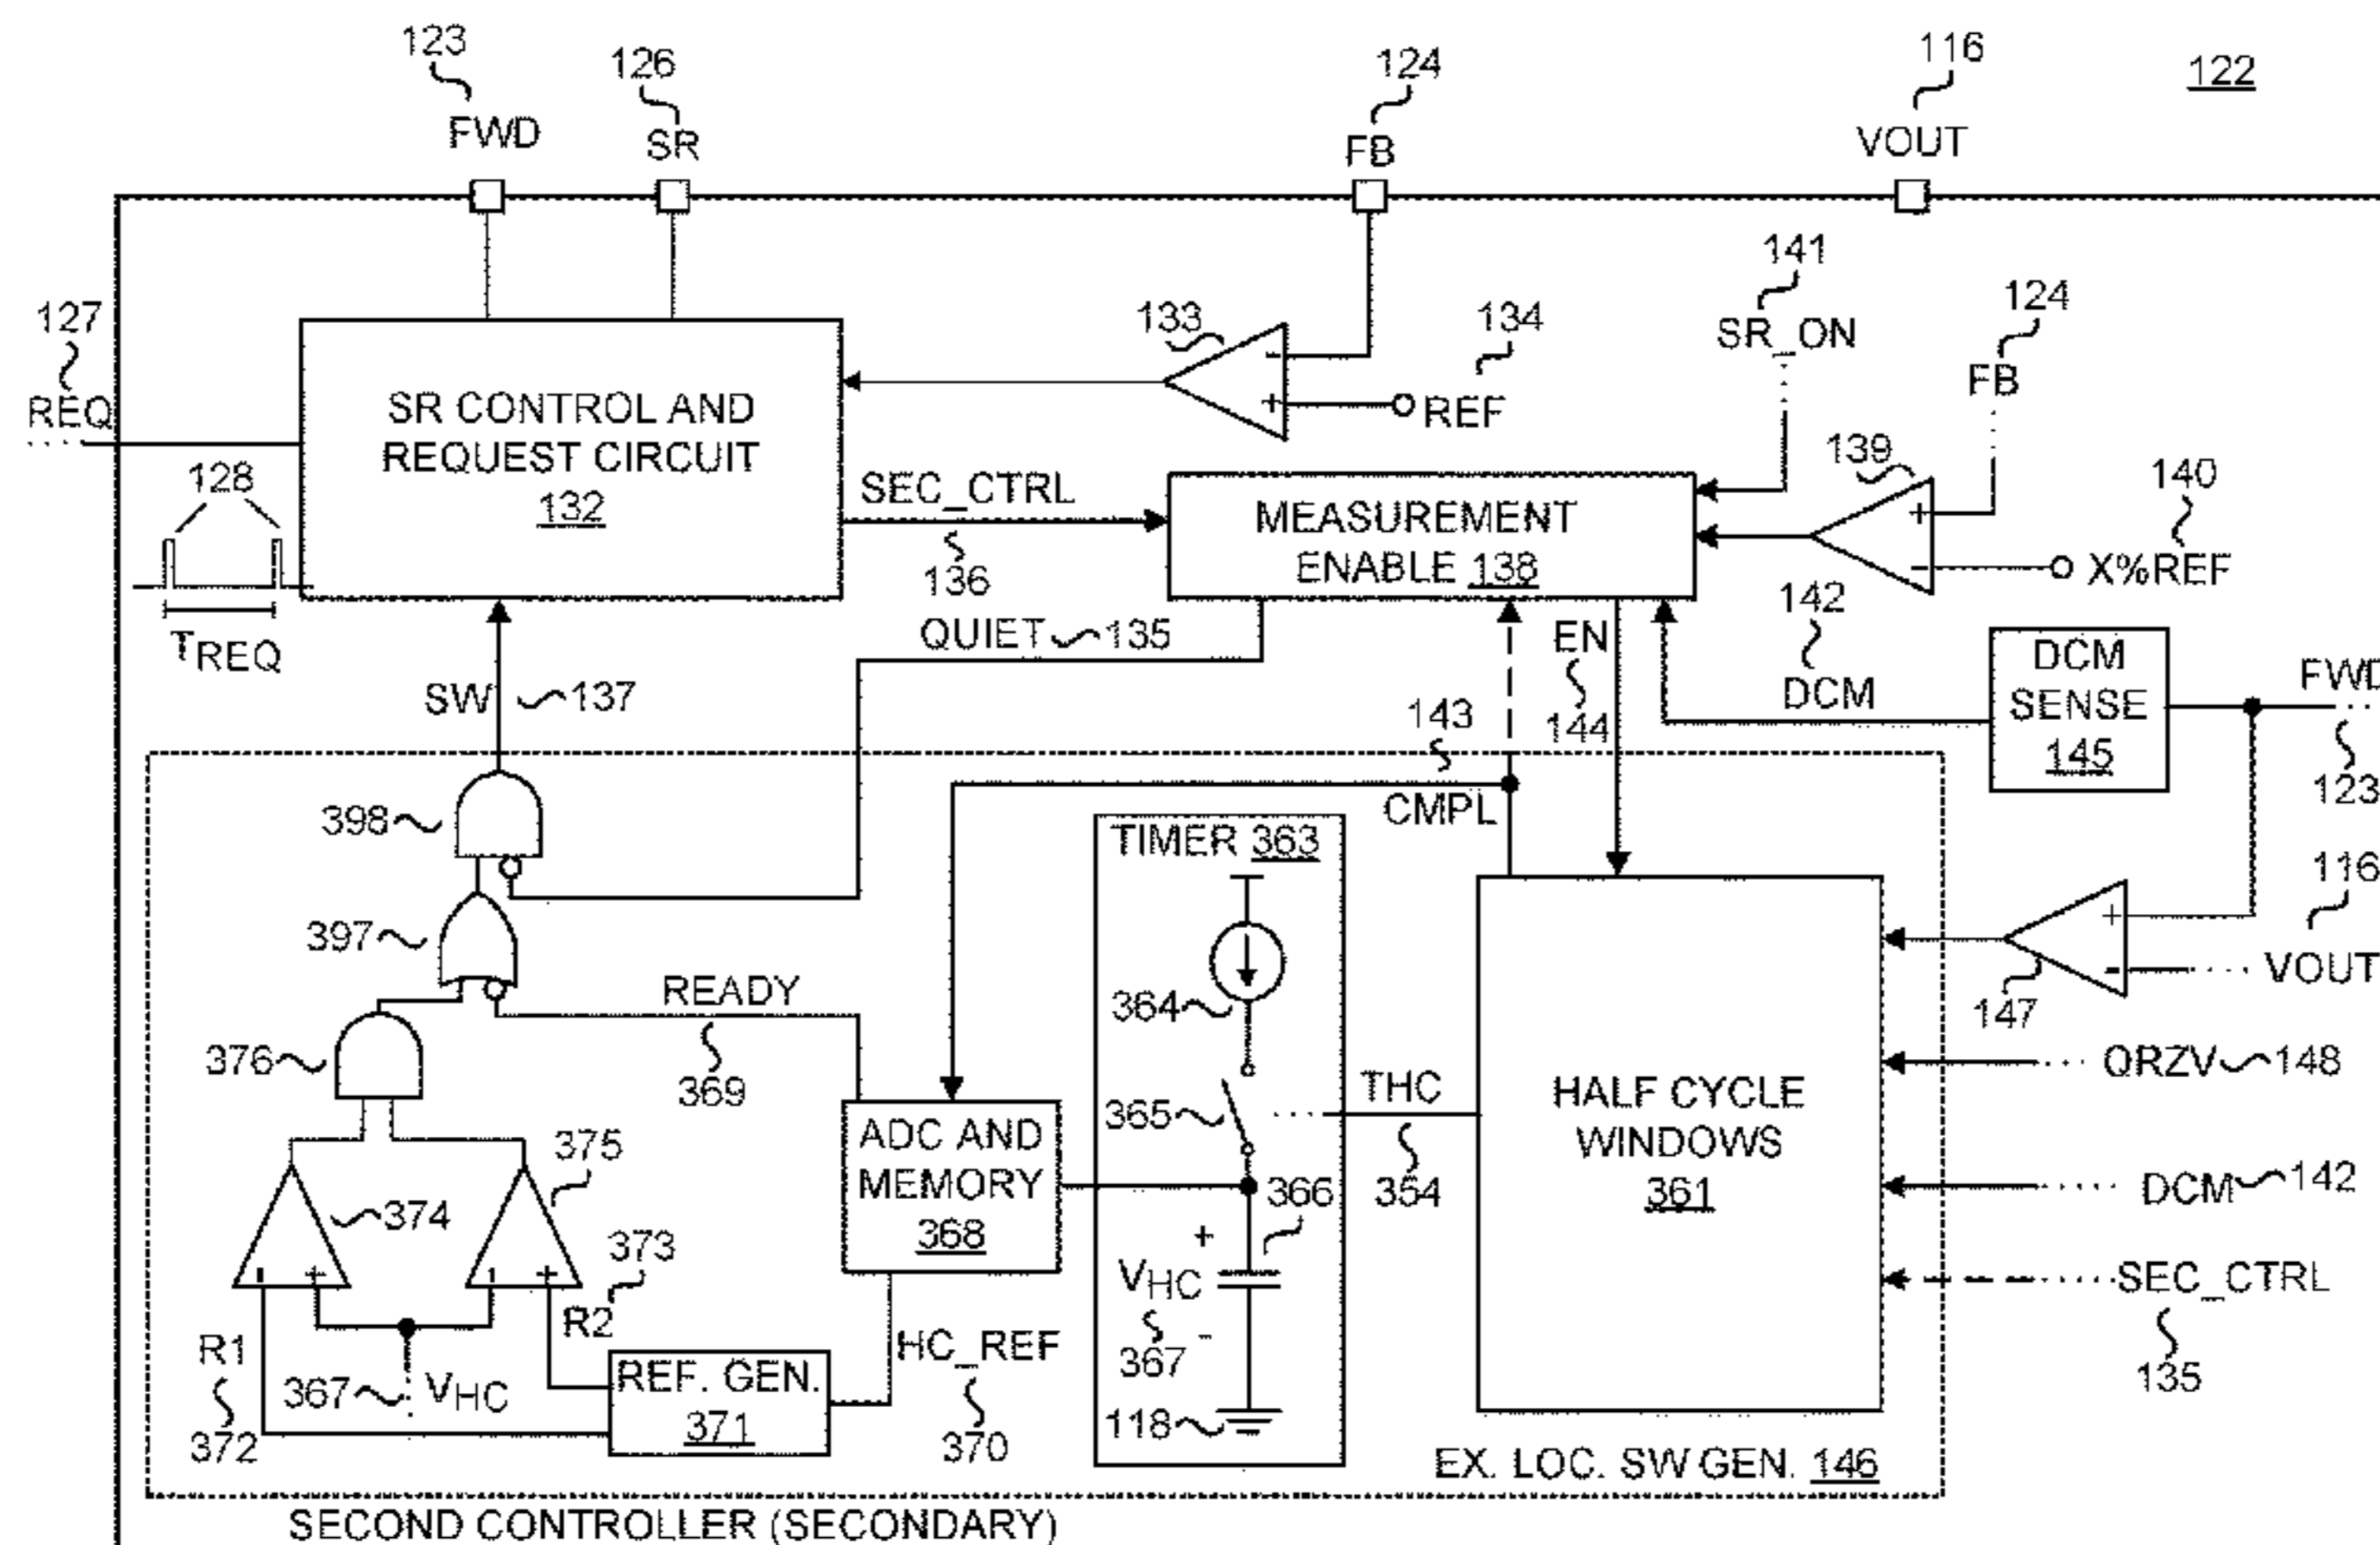 123
FWD
126
SR
124
FB
116
VOUT
122
127
REQ
128
TREQ
SR CONTROL AND
REQUEST CIRCUIT
132
133
134
REF
141
SR_ON
124
FB
139
140
X%REF
SEC_CTRL
136
MEASUREMENT
ENABLE 138
QUIET 135
SW 137
EN
144
142
DCM
DCM
SENSE
145
FWD
123
143
CMPL
398
397
376
READY
369
TIMER 363
364
365
366
VHC
367
118
THC
354
HALF CYCLE
WINDOWS
361
147
116
VOUT
QRZV 148
DCM 142
SEC_CTRL
135
ADC AND
MEMORY
368
375
374
373
R2
R1
372
367 VHC
REF. GEN.
371
HC_REF
370
EX. LOC. SW GEN. 146
SECOND CONTROLLER (SECONDARY)